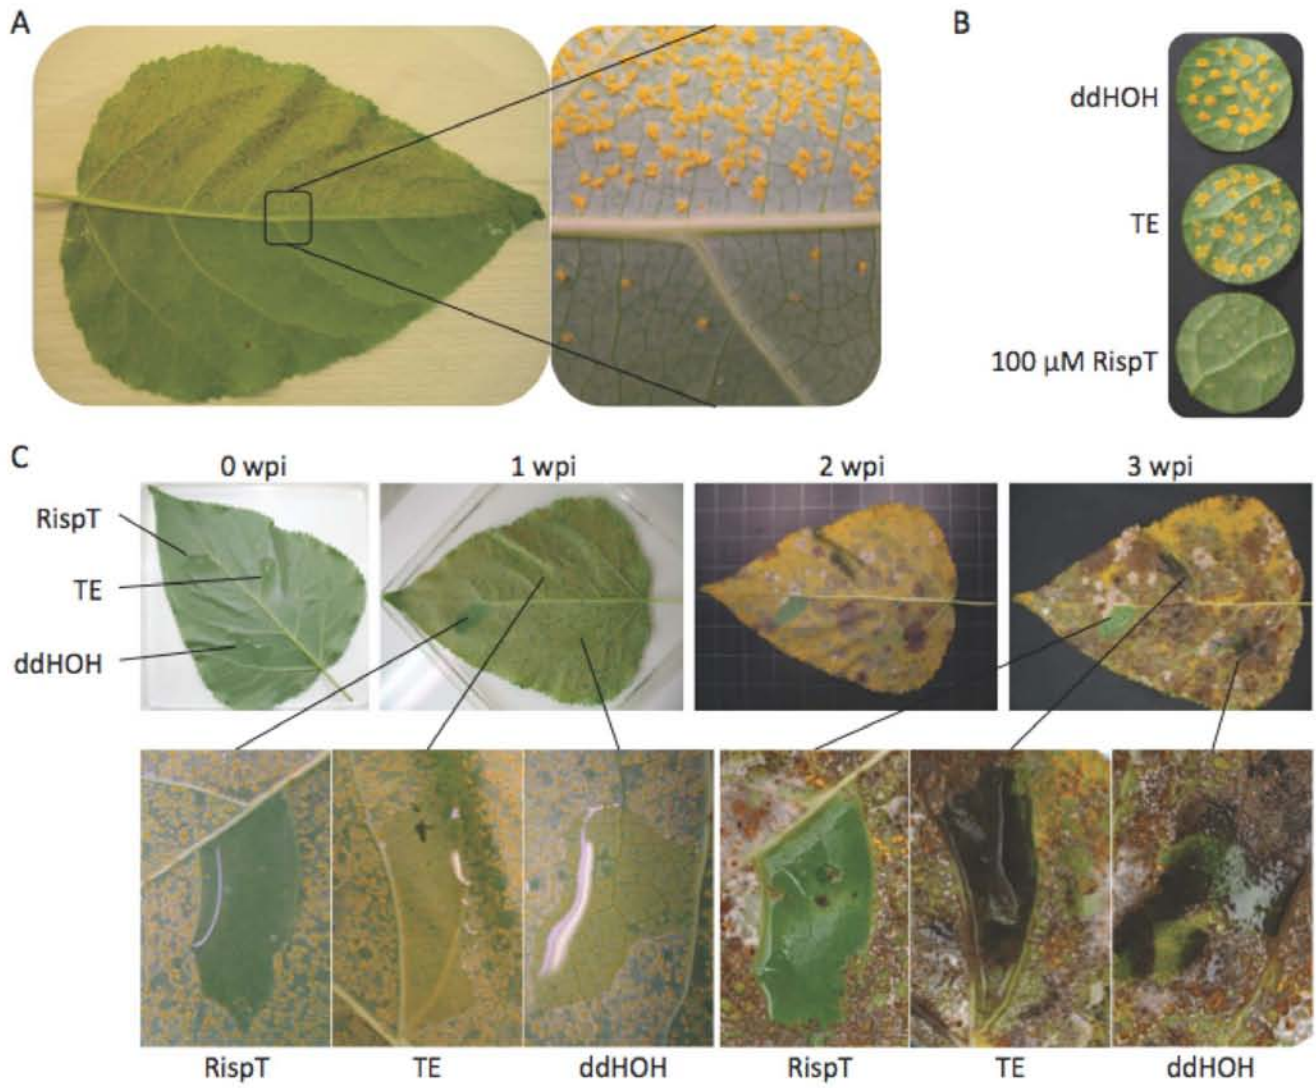 A
B
ddHOH
TE
100 µM RispT
C
0 wpi
1 wpi
2 wpi
3 wpi
RispT
TE
ddHOH
RispT
TE
ddHOH
RispT
TE
ddHOH